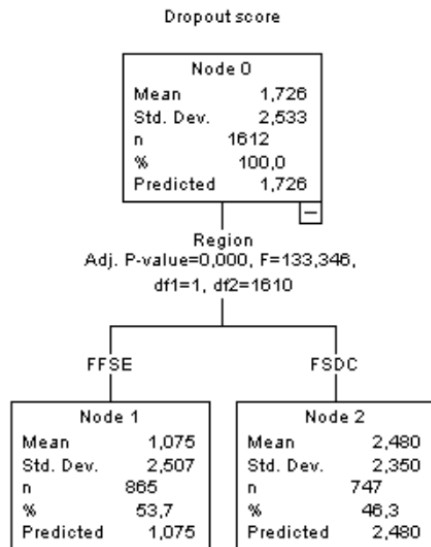 Dropout score
Node 0
Mean 1,726
Std. Dev. 2,533
n 1612
% 100,0
Predicted 1,726
Region
Adj. P-value=0,000, F=133,346,
df1=1, df2=1610
FFSE
FSDC
Node 1
Mean 1,075
Std. Dev. 2,507
n 865
% 53,7
Predicted 1,075
Node 2
Mean 2,480
Std. Dev. 2,350
n 747
% 46,3
Predicted 2,480